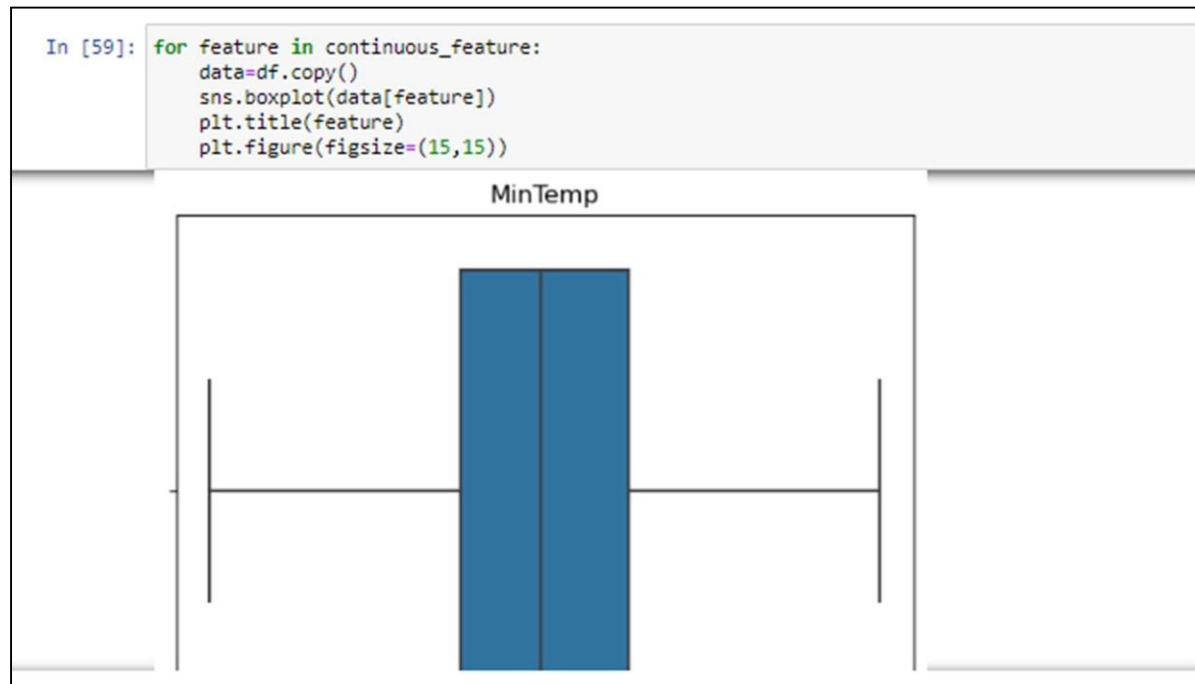 In [59]: for feature in continuous_feature:
    data=df.copy()
    sns.boxplot(data[feature])
    plt.title(feature)
    plt.figure(figsize=(15,15))
MinTemp